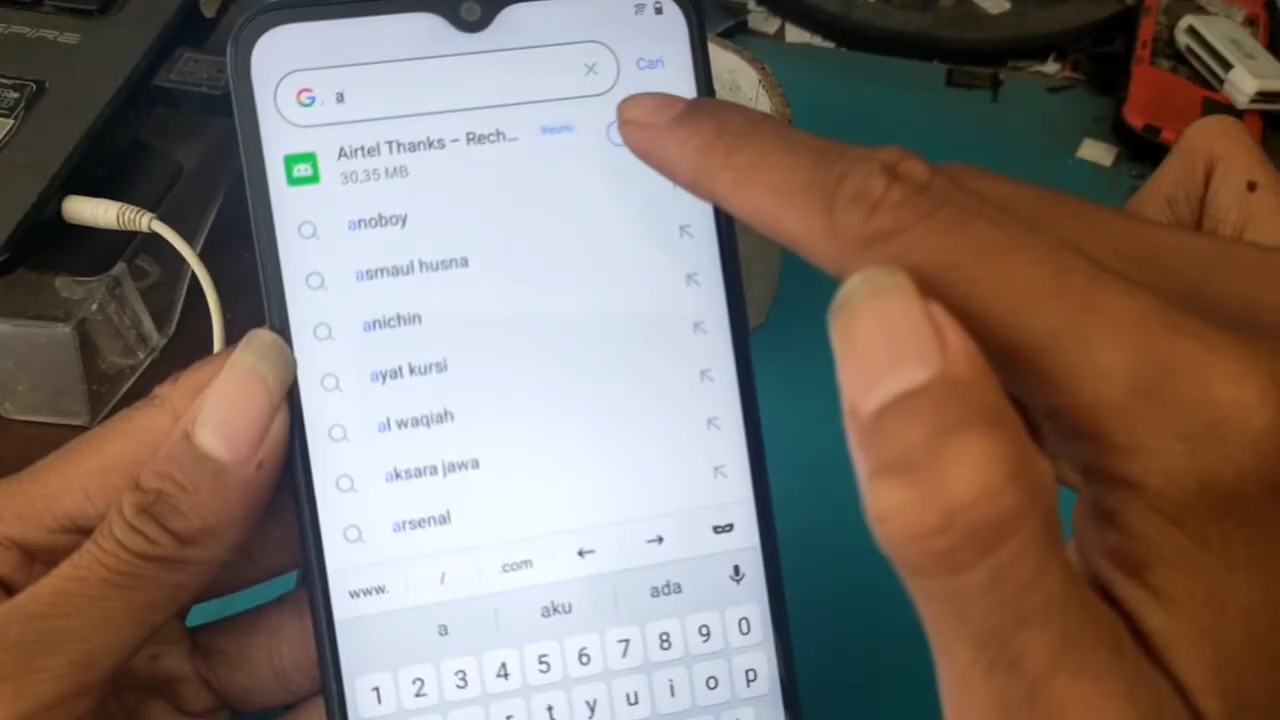 a
Cari
Airtel Thanks – Rech...
Resmi
30,35 MB
anoboy
asmaul husna
anichin
ayat kursi
al waqiah
aksara jawa
arsenal
www. / .com ← →
a aku ada
1 2 3 4 5 6 7 8 9 0
t y u i o p